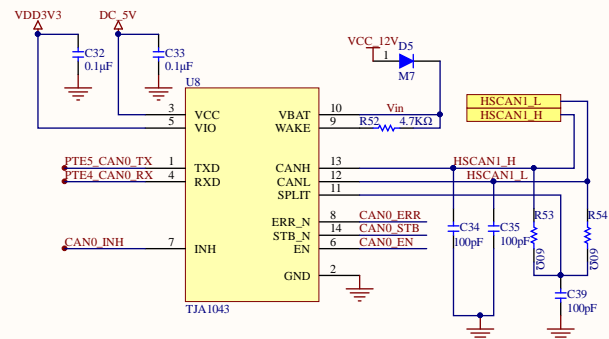 VDD3V3
DC_5V
C32
0.1μF
C33
0.1μF
VCC_12V
D5
1
M7
U8
3 VCC
5 VIO
1 TXD
4 RXD
7 INH
VBAT 10
WAKE 9
CANH 13
CANL 12
SPLIT 11
ERR_N 8
STB_N 14
EN 6
GND 2
TJA1043
Vin
R52 4.7KΩ
HSCAN1_L
HSCAN1_H
PTE5_CAN0_TX
PTE4_CAN0_RX
CAN0_INH
HSCAN1_H
HSCAN1_L
CAN0_ERR
CAN0_STB
CAN0_EN
C34
100pF
C35
100pF
R53
60Ω
R54
60Ω
C39
100pF